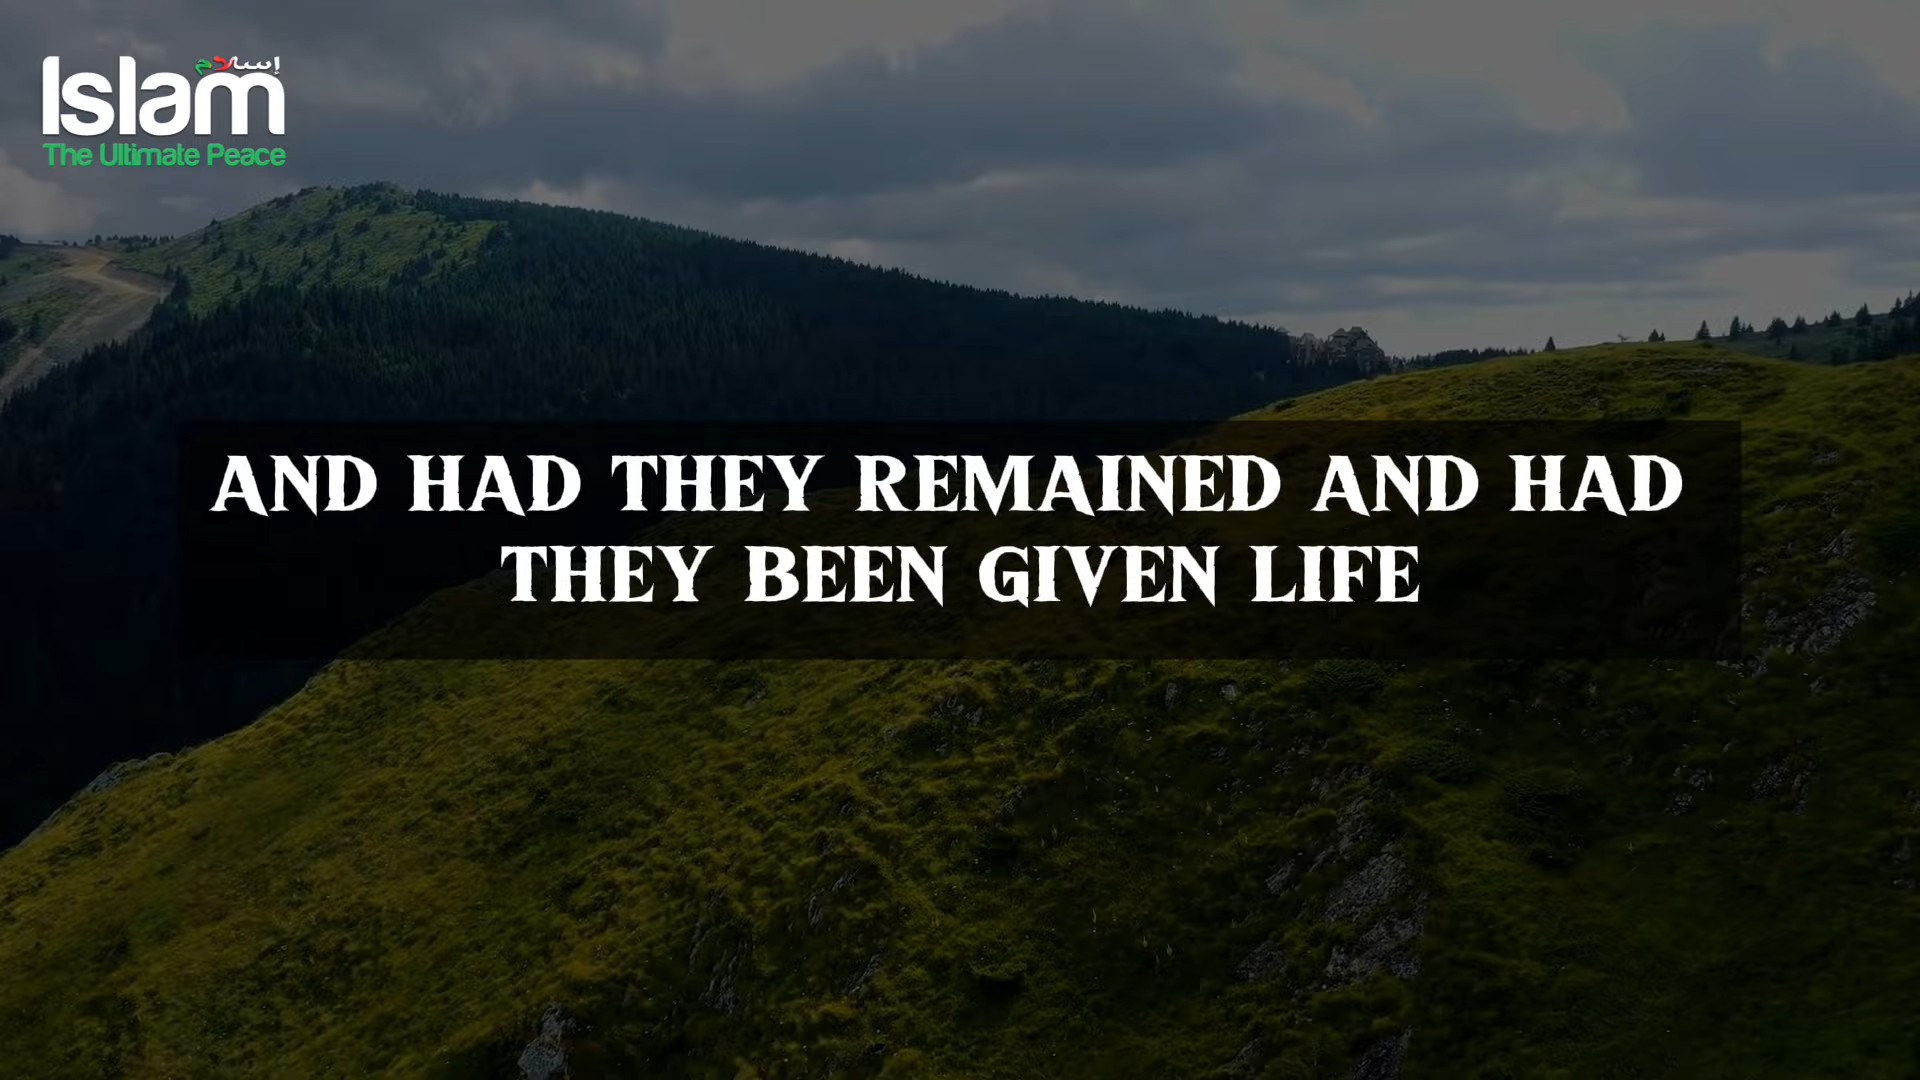 إسلام
Islam
The Ultimate Peace
AND HAD THEY REMAINED AND HAD
THEY BEEN GIVEN LIFE